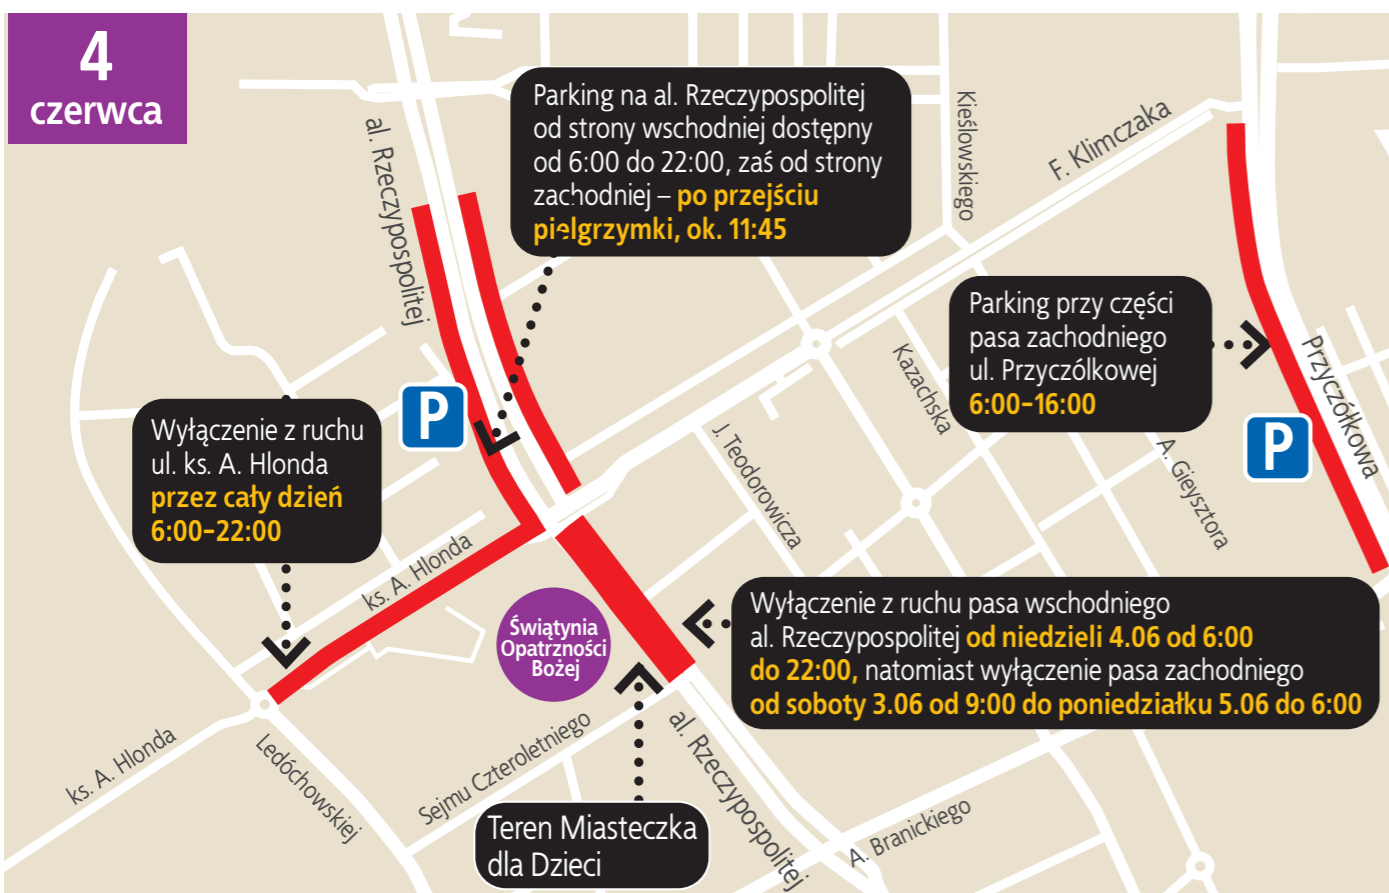 4
czerwca
al. Rzeczypospolitej
Parking na al. Rzeczypospolitej
od strony wschodniej dostępny
od 6:00 do 22:00, zaś od strony
zachodniej – po przejściu
pielgrzymki, ok. 11:45
Kieślowskiego
F. Klimczaka
Parking przy części
pasa zachodniego
ul. Przyczólkowej
6:00–16:00
Przyczółkowa
P
Kazachska
A. Gieysztora
J. Teodorowicza
P
Wyłączenie z ruchu
ul. ks. A. Hlonda
przez cały dzień
6:00–22:00
ks. A. Hlonda
Świątynia
Opatrzności
Bożej
Wyłączenie z ruchu pasa wschodniego
al. Rzeczypospolitej od niedzieli 4.06 od 6:00
do 22:00, natomiast wyłączenie pasa zachodniego
od soboty 3.06 od 9:00 do poniedziałku 5.06 do 6:00
ks. A. Hlonda
Ledóchowskiej
Sejmu Czteroletniego
al. Rzeczypospolitej
Teren Miasteczka
dla Dzieci
A. Branickiego